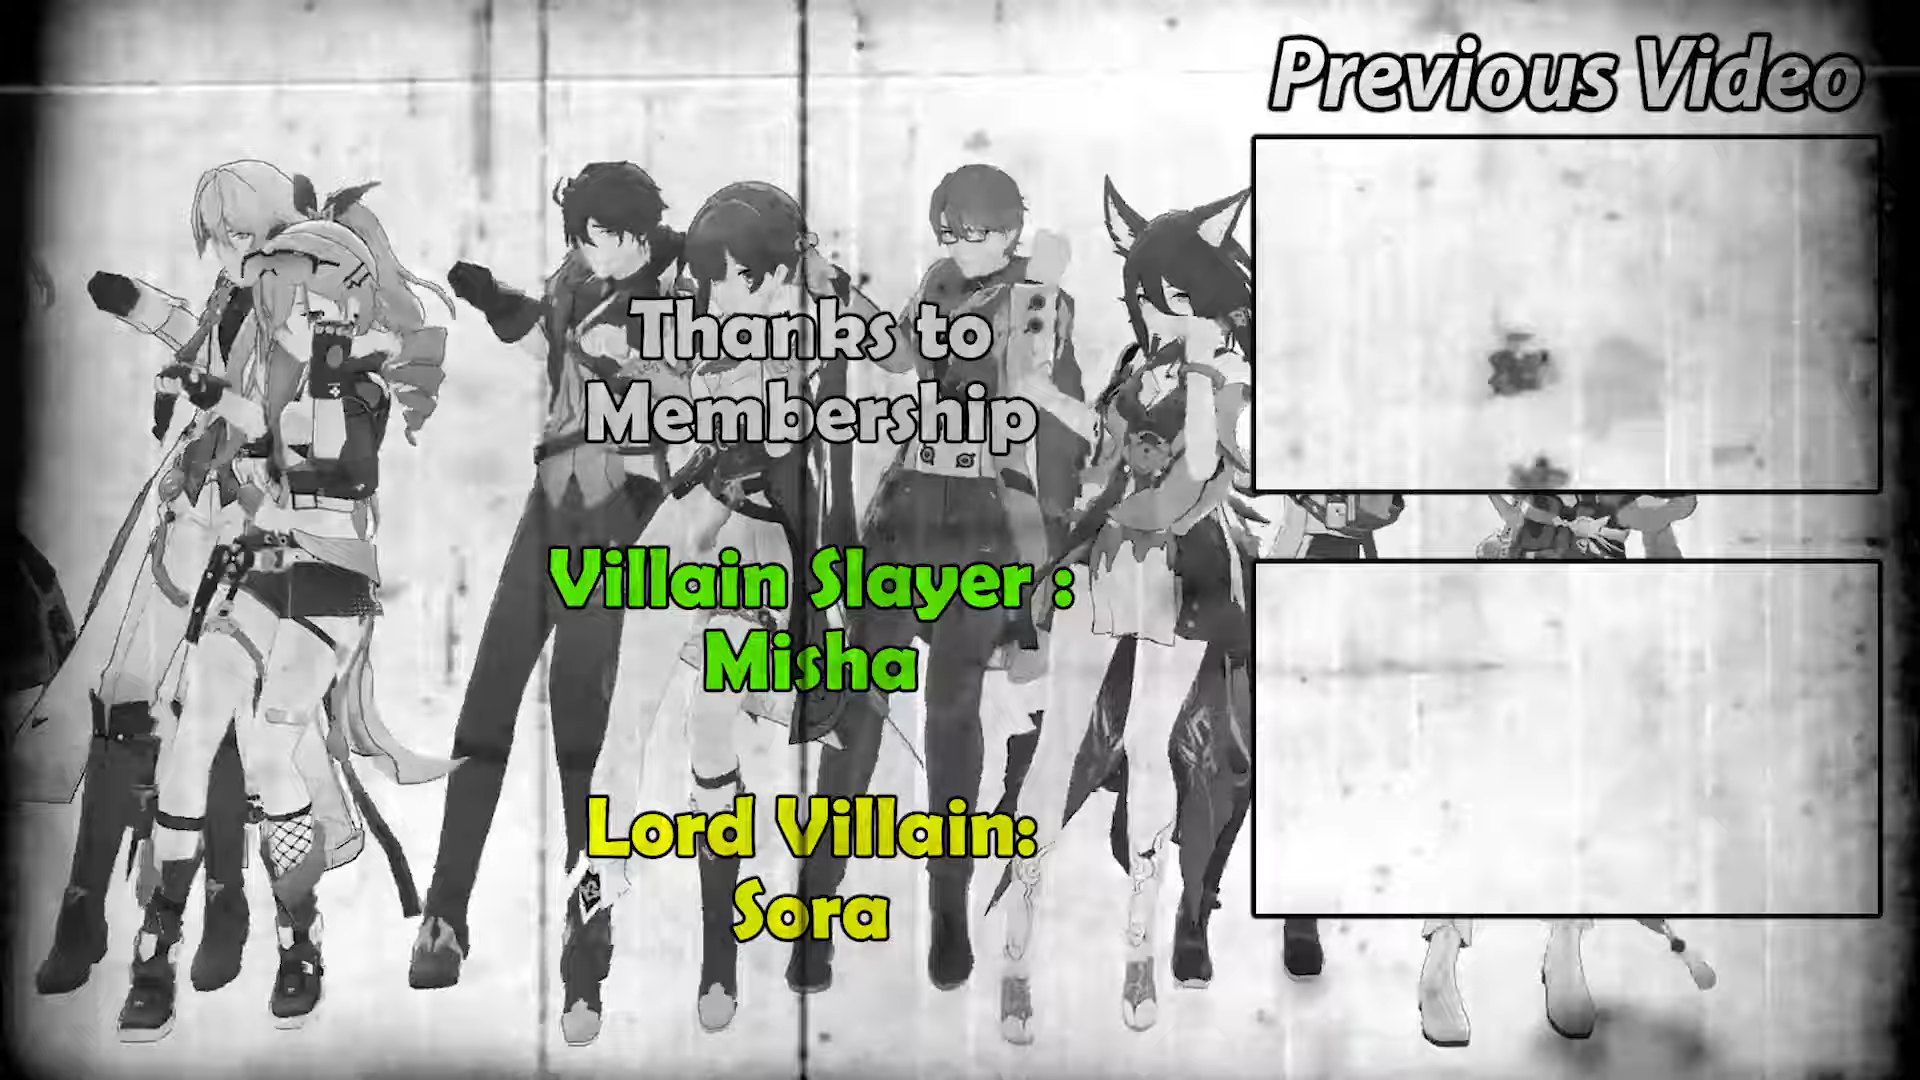 Previous Video
Thanks to
Membership
Villain Slayer :
Misha
Lord Villain:
Sora